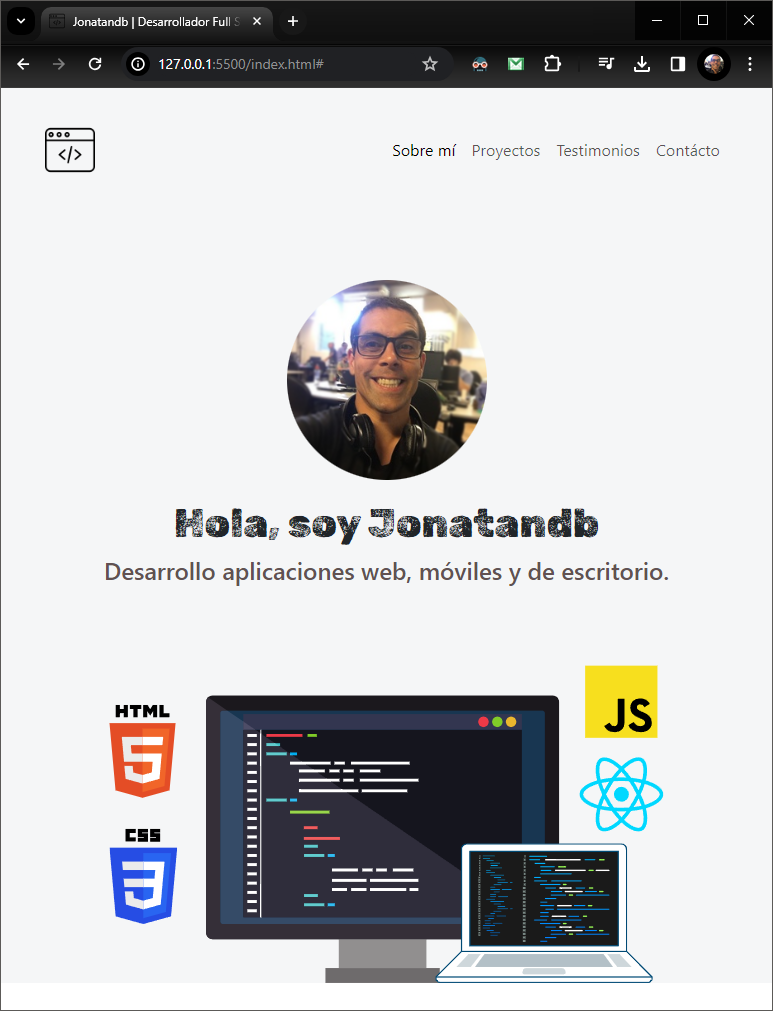 Jonatandb | Desarrollador Full S
127.0.0.1:5500/index.html#
</>
Sobre mí Proyectos Testimonios Contácto
Hola, soy Jonatandb
Desarrollo aplicaciones web, móviles y de escritorio.
HTML
5
JS
CSS
3